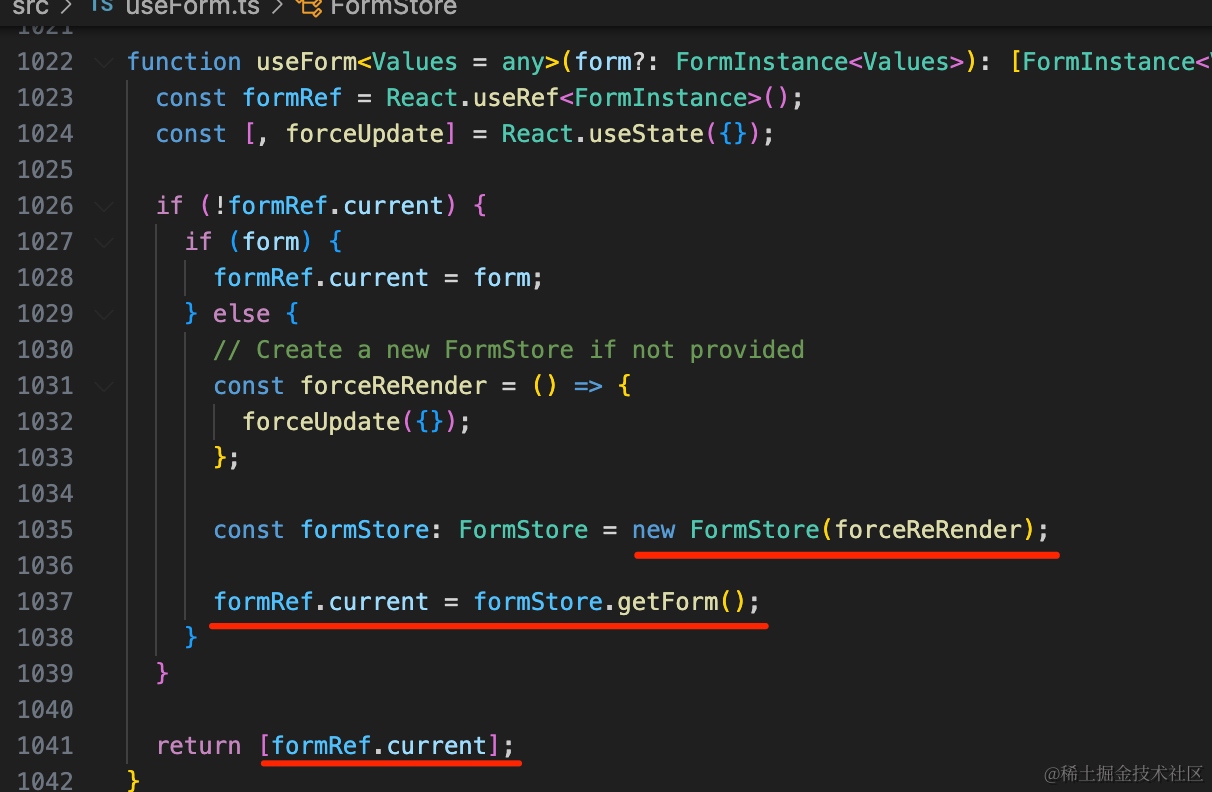 src > TS useForm.ts > FormStore
1021
1022 function useForm<Values = any>(form?: FormInstance<Values>): [FormInstance<
1023 const formRef = React.useRef<FormInstance>();
1024 const [, forceUpdate] = React.useState({});
1025
1026 if (!formRef.current) {
1027 if (form) {
1028 formRef.current = form;
1029 } else {
1030 // Create a new FormStore if not provided
1031 const forceReRender = () => {
1032 forceUpdate({});
1033 };
1034
1035 const formStore: FormStore = new FormStore(forceReRender);
1036
1037 formRef.current = formStore.getForm();
1038 }
1039 }
1040
1041 return [formRef.current];
1042 }
@稀土掘金技术社区